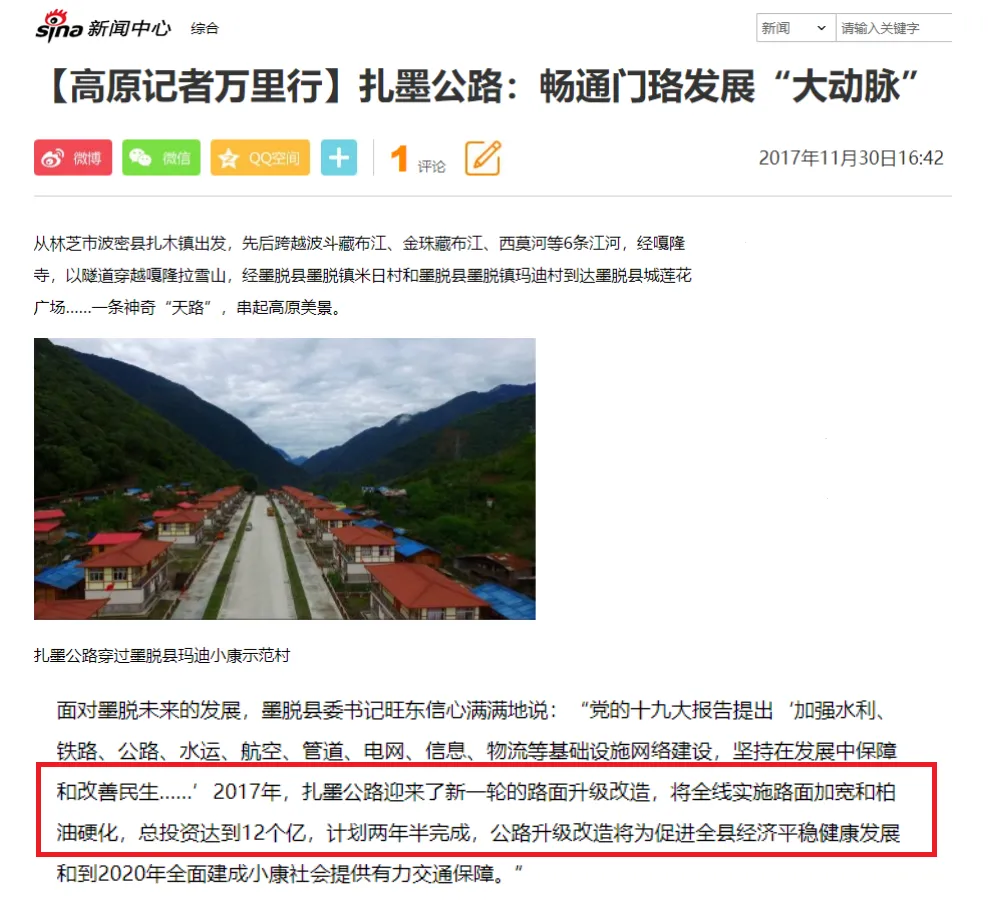 sina 新闻中心 综合
新闻 请输入关键字
【高原记者万里行】扎墨公路：畅通门珞发展“大动脉”
微博 微信 QQ空间 1 评论 2017年11月30日16:42
从林芝市波密县扎木镇出发，先后跨越波斗藏布江、金珠藏布江、西莫河等6条江河，经嘎隆
寺，以隧道穿越嘎隆拉雪山，经墨脱县墨脱镇米日村和墨脱县墨脱镇玛迪村到达墨脱县城莲花
广场......一条神奇“天路”，串起高原美景。
扎墨公路穿过墨脱县玛迪小康示范村
面对墨脱未来的发展，墨脱县委书记旺东信心满满地说：“党的十九大报告提出‘加强水利、
铁路、公路、水运、航空、管道、电网、信息、物流等基础设施网络建设，坚持在发展中保障
和改善民生......’2017年，扎墨公路迎来了新一轮的路面升级改造，将全线实施路面加宽和柏
油硬化，总投资达到12个亿，计划两年半完成，公路升级改造将为促进全县经济平稳健康发展
和到2020年全面建成小康社会提供有力交通保障。”